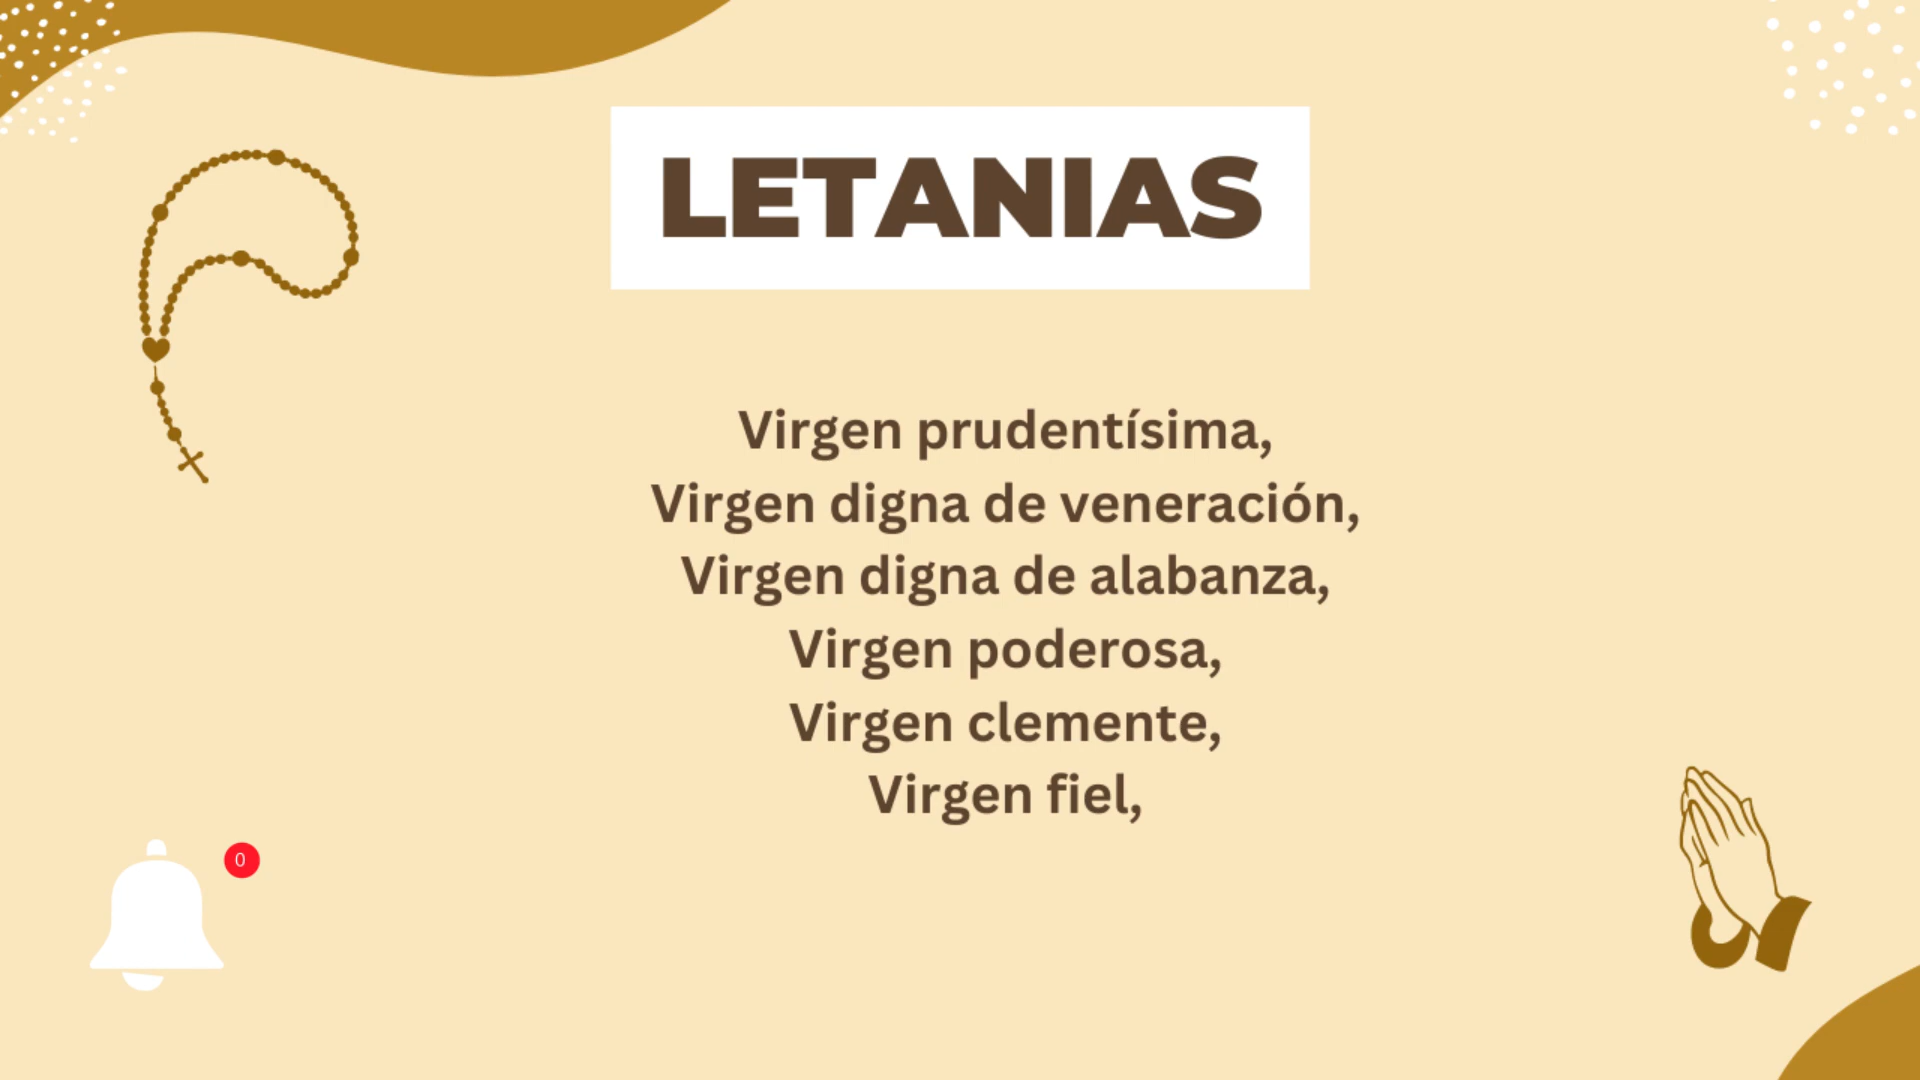 LETANIAS
Virgen prudentísima,
Virgen digna de veneración,
Virgen digna de alabanza,
Virgen poderosa,
Virgen clemente,
Virgen fiel,
0